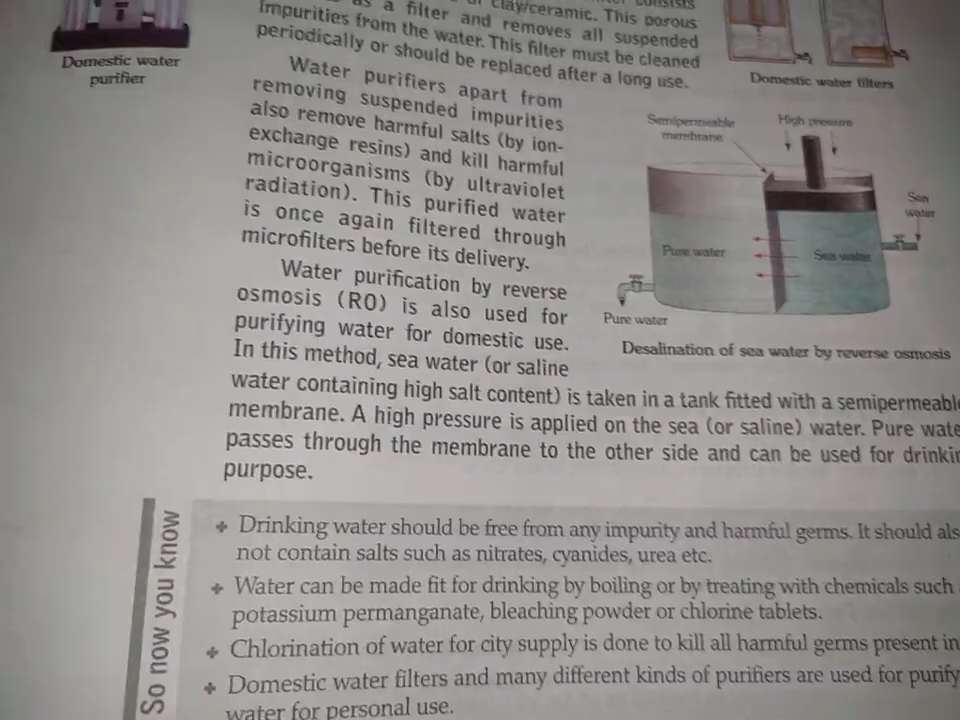 as a filter and removes all suspended
clay/ceramic. This porous
impurities from the water. This filter must be cleaned
periodically or should be replaced after a long use.
Domestic water
purifier
Domestic water filters
Water purifiers apart from
removing suspended impurities
also remove harmful salts (by ion-
exchange resins) and kill harmful
microorganisms (by ultraviolet
radiation). This purified water
is once again filtered through
microfilters before its delivery.
Semipermeable
membrane
High pressure
Sea
water
Pure water
Sea water
Pure water
Desalination of sea water by reverse osmosis
Water purification by reverse
osmosis (RO) is also used for
purifying water for domestic use.
In this method, sea water (or saline
water containing high salt content) is taken in a tank fitted with a semipermeable
membrane. A high pressure is applied on the sea (or saline) water. Pure wate
passes through the membrane to the other side and can be used for drinkin
purpose.
So now you know
Drinking water should be free from any impurity and harmful germs. It should als
not contain salts such as nitrates, cyanides, urea etc.
Water can be made fit for drinking by boiling or by treating with chemicals such
potassium permanganate, bleaching powder or chlorine tablets.
Chlorination of water for city supply is done to kill all harmful germs present in
Domestic water filters and many different kinds of purifiers are used for purify
water for personal use.